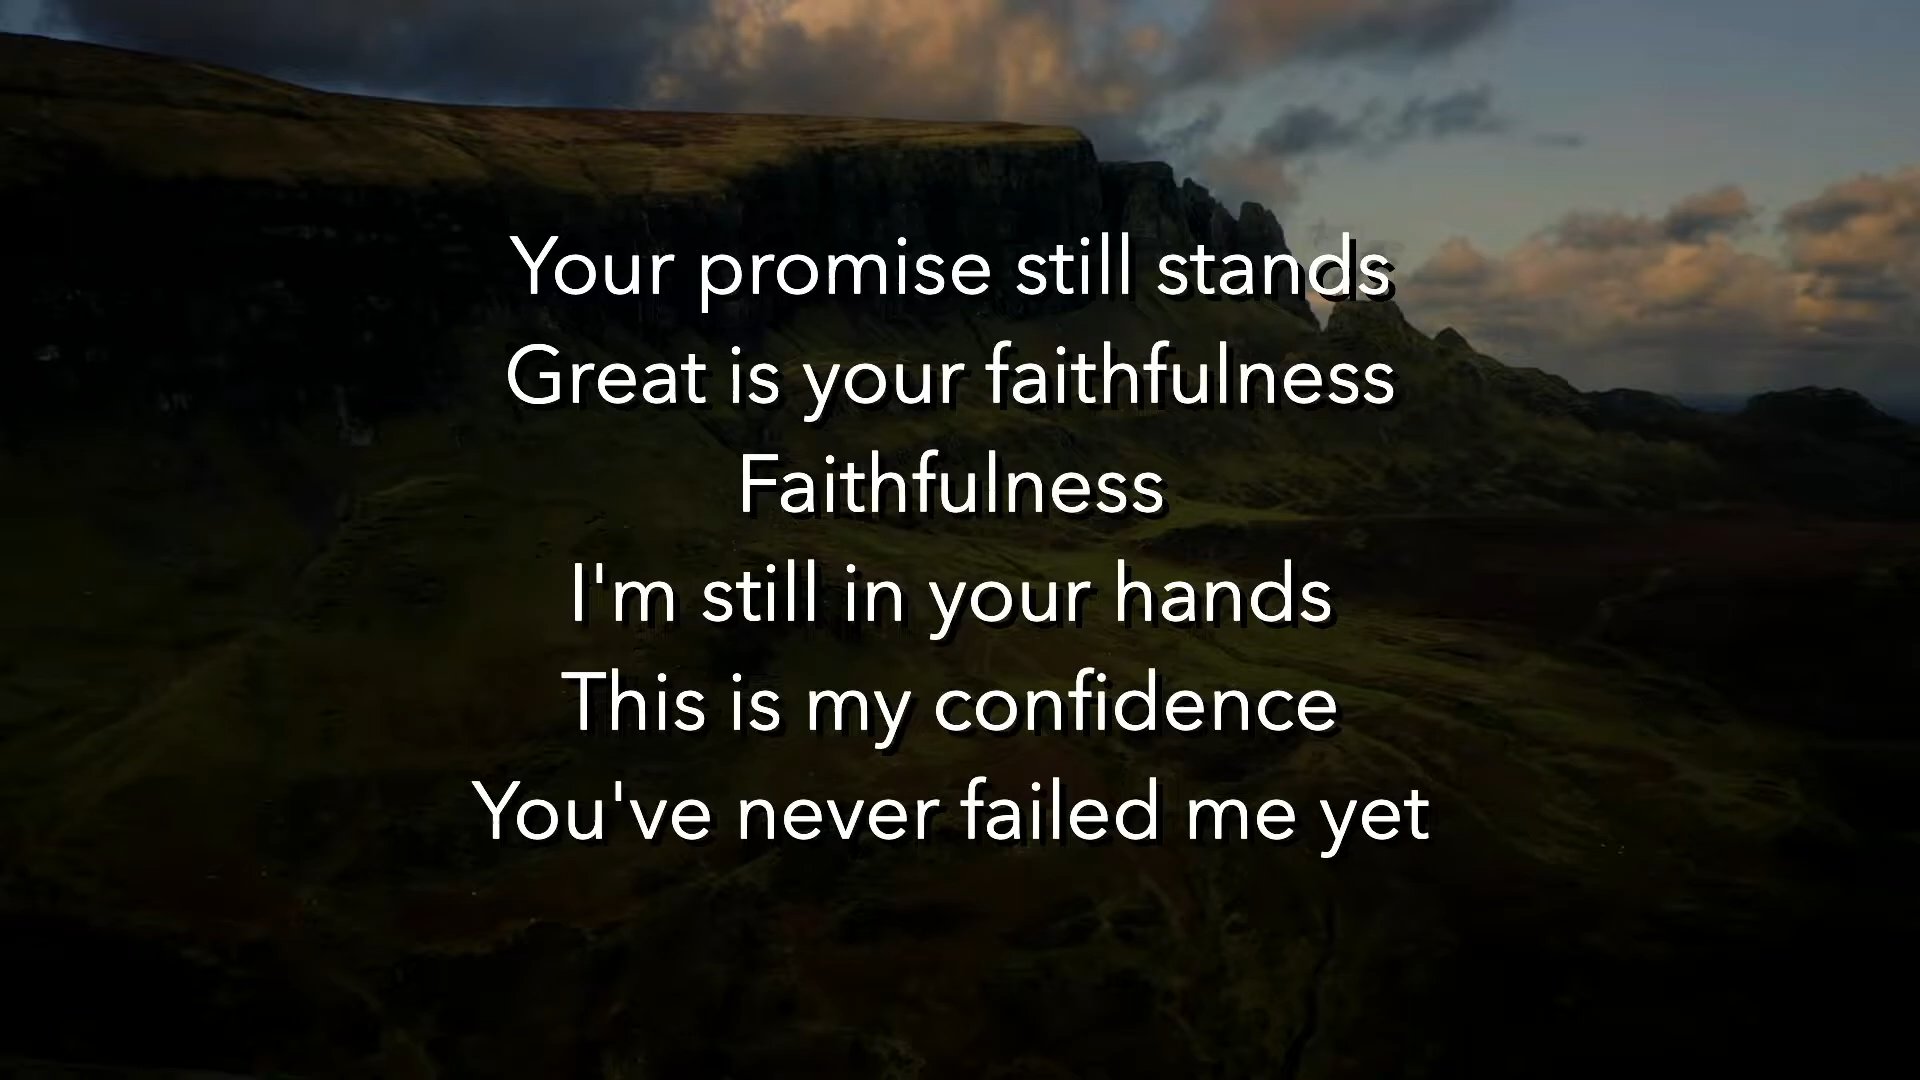 Your promise still stands
Great is your faithfulness
Faithfulness
I'm still in your hands
This is my confidence
You've never failed me yet